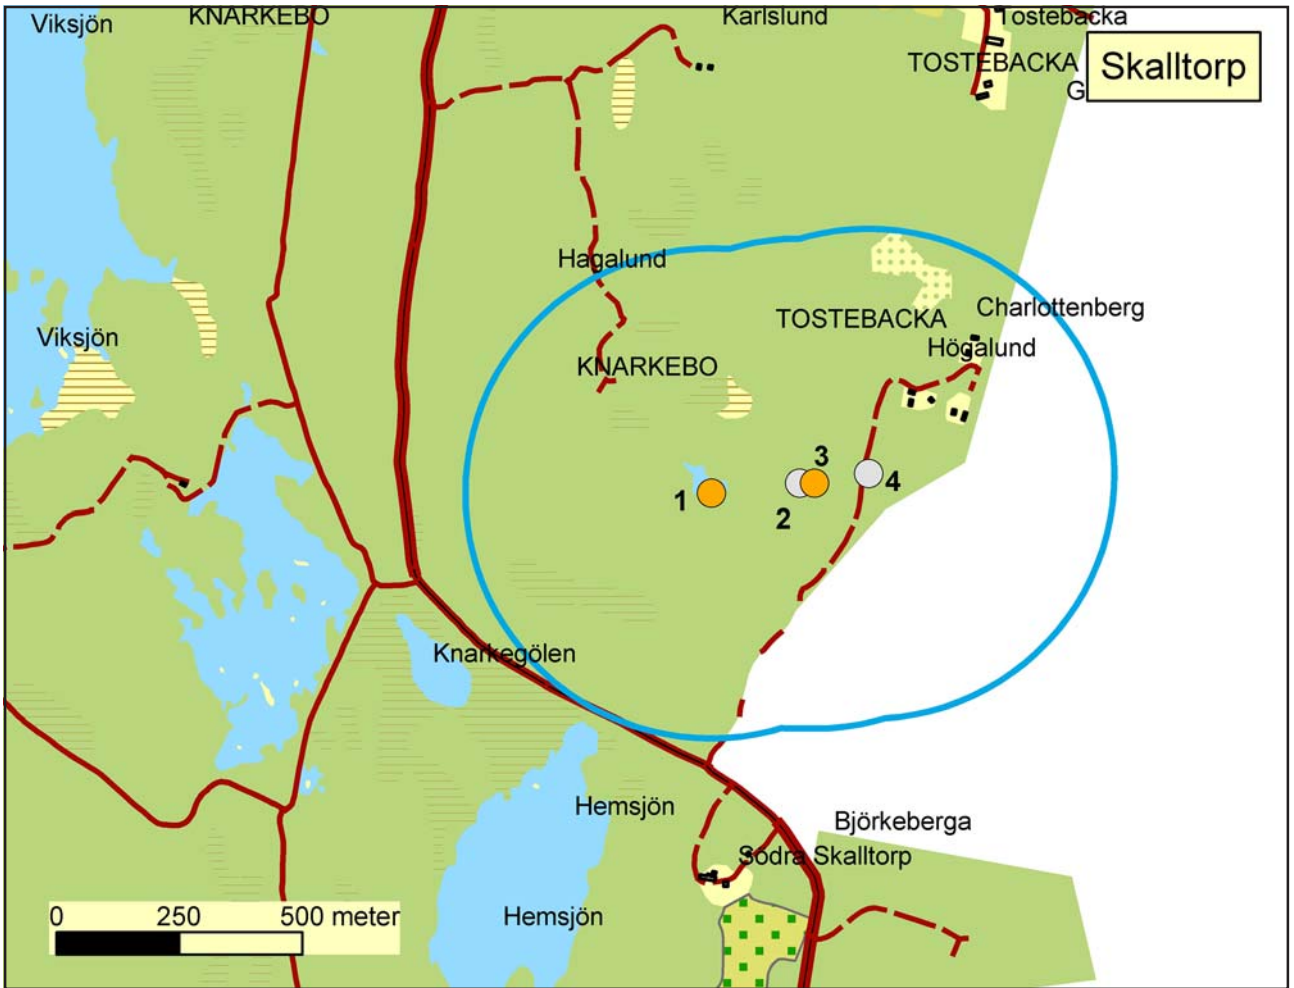 Viksjön
KNARKEBO
Karlslund
Tostebacka
TOSTEBACKA
G
Skalltorp
Hagalund
Charlottenberg
TOSTEBACKA
Viksjön
Högalund
KNARKEBO
3
4
1
2
Knarkegölen
Hemsjön
Björkeberga
Södra Skalltorp
Hemsjön
0 250 500 meter